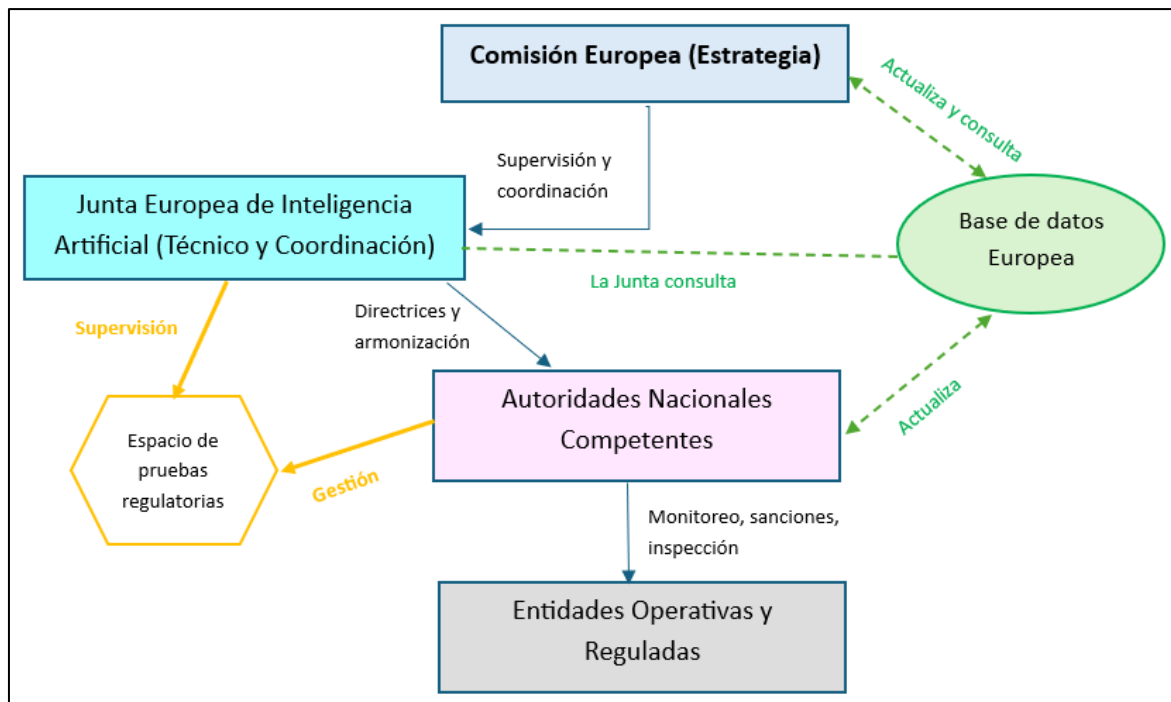 Comisión Europea (Estrategia)
Actualiza y consulta
Supervisión y
coordinación
Junta Europea de Inteligencia
Artificial (Técnico y Coordinación)
Base de datos
Europea
La Junta consulta
Supervisión
Directrices y
armonización
Autoridades Nacionales
Competentes
Actualiza
Espacio de
pruebas
regulatorias
Gestión
Monitoreo, sanciones,
inspección
Entidades Operativas y
Reguladas